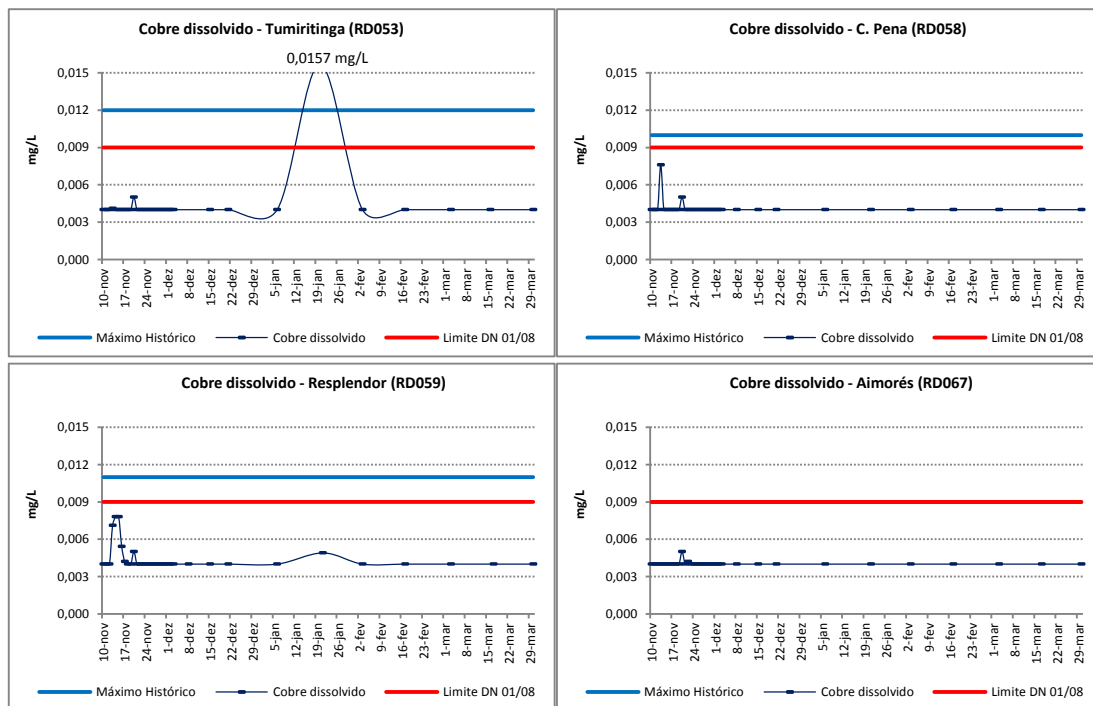 Cobre dissolvido - Tumiritinga (RD053)
0,0157 mg/L
0,015
0,012
0,009
0,006
0,003
0,000
mg/L
10-nov
17-nov
24-nov
1-dez
8-dez
15-dez
22-dez
29-dez
5-jan
12-jan
19-jan
26-jan
2-fev
9-fev
16-fev
23-fev
1-mar
8-mar
15-mar
22-mar
29-mar
Máximo Histórico Cobre dissolvido Limite DN 01/08
Cobre dissolvido - C. Pena (RD058)
0,015
0,012
0,009
0,006
0,003
0,000
mg/L
10-nov
17-nov
24-nov
1-dez
8-dez
15-dez
22-dez
29-dez
5-jan
12-jan
19-jan
26-jan
2-fev
9-fev
16-fev
23-fev
1-mar
8-mar
15-mar
22-mar
29-mar
Máximo Histórico Cobre dissolvido Limite DN 01/08
Cobre dissolvido - Resplendor (RD059)
0,015
0,012
0,009
0,006
0,003
0,000
mg/L
10-nov
17-nov
24-nov
1-dez
8-dez
15-dez
22-dez
29-dez
5-jan
12-jan
19-jan
26-jan
2-fev
9-fev
16-fev
23-fev
1-mar
8-mar
15-mar
22-mar
29-mar
Máximo Histórico Cobre dissolvido Limite DN 01/08
Cobre dissolvido - Aimorés (RD067)
0,015
0,012
0,009
0,006
0,003
0,000
mg/L
10-nov
17-nov
24-nov
1-dez
8-dez
15-dez
22-dez
29-dez
5-jan
12-jan
19-jan
26-jan
2-fev
9-fev
16-fev
23-fev
1-mar
8-mar
15-mar
22-mar
29-mar
Máximo Histórico Cobre dissolvido Limite DN 01/08